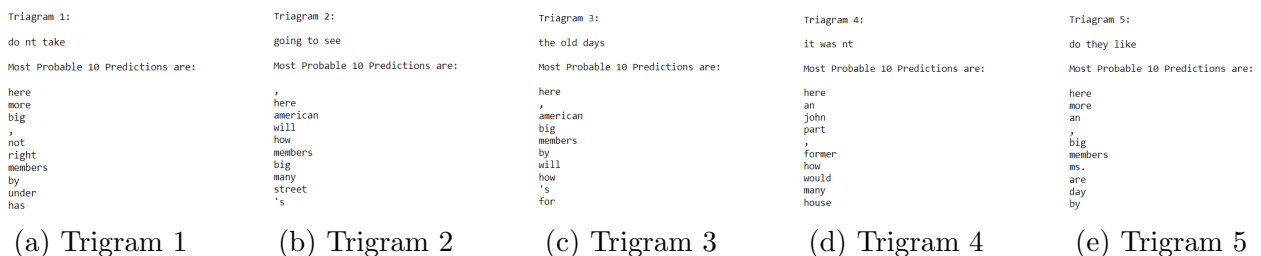 Triagram 1:
do nt take
Most Probable 10 Predictions are:
here
more
big
,
not
right
members
by
under
has
(a) Trigram 1
Triagram 2:
going to see
Most Probable 10 Predictions are:
,
here
american
will
how
members
big
many
street
's
(b) Trigram 2
Triagram 3:
the old days
Most Probable 10 Predictions are:
here
,
american
big
members
by
will
how
's
for
(c) Trigram 3
Triagram 4:
it was nt
Most Probable 10 Predictions are:
here
an
john
part
,
former
how
would
many
house
(d) Trigram 4
Triagram 5:
do they like
Most Probable 10 Predictions are:
here
more
an
,
big
members
ms.
are
day
by
(e) Trigram 5